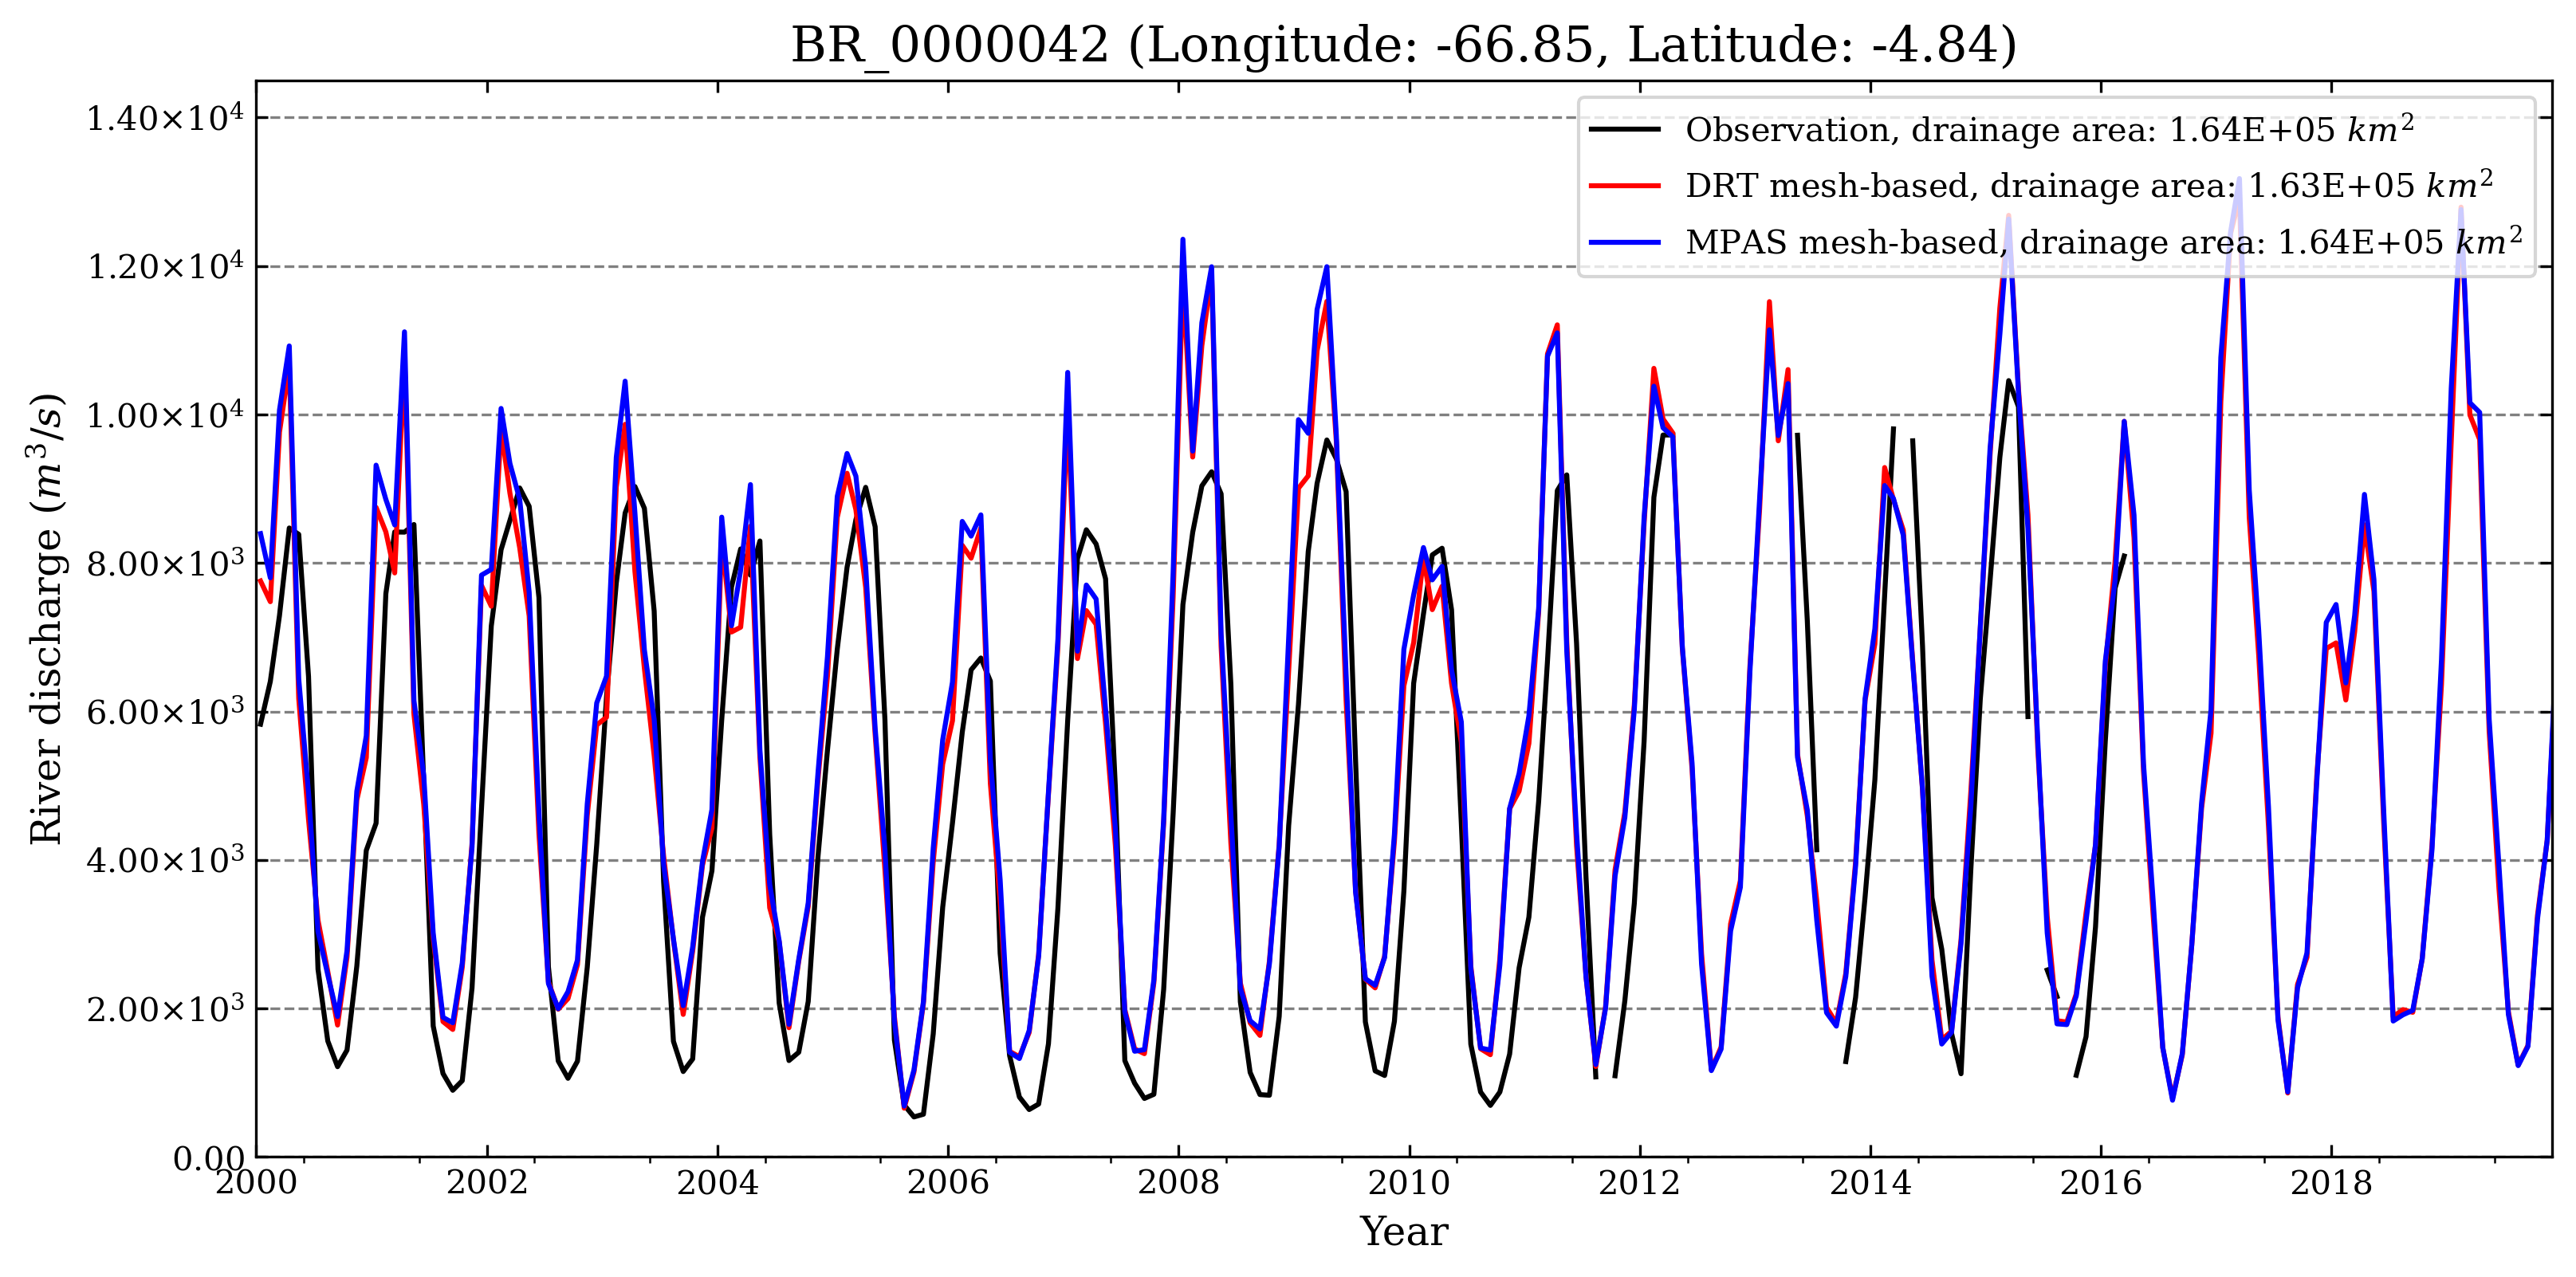 BR_0000042 (Longitude: -66.85, Latitude: -4.84)
River discharge (m³/s)
1.40×10⁴
1.20×10⁴
1.00×10⁴
8.00×10³
6.00×10³
4.00×10³
2.00×10³
0.00
Observation, drainage area: 1.64E+05 km²
DRT mesh-based, drainage area: 1.63E+05 km²
MPAS mesh-based, drainage area: 1.64E+05 km²
2000 2002 2004 2006 2008 2010 2012 2014 2016 2018
Year